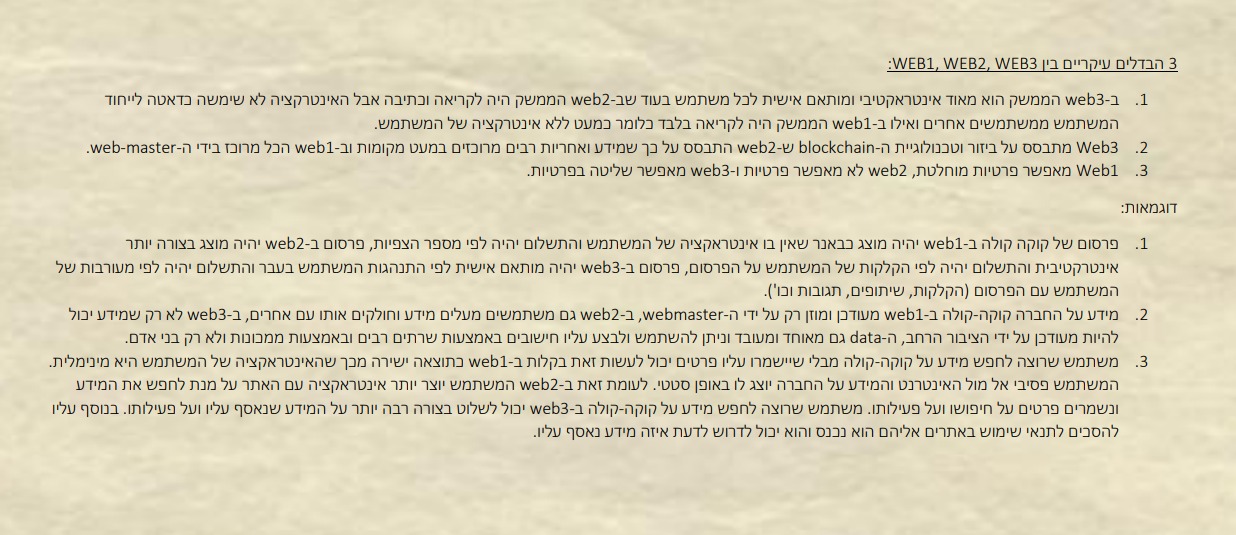 3 הבדלים עיקריים בין WEB1, WEB2, WEB3:
1. ב-web3 הממשק הוא מאוד אינטראקטיבי ומותאם אישית לכל משתמש בעוד שב-web2 הממשק היה לקריאה וכתיבה אבל האינטרקציה לא שימשה כדאטה לייחוד
המשתמש ממשתמשים אחרים ואילו ב-web1 הממשק היה לקריאה בלבד כלומר כמעט ללא אינטרקציה של המשתמש.
2. Web3 מתבסס על ביזור וטכנולוגיית ה-blockchain ש-web2 התבסס על כך שמידע ואחריות רבים מרוכזים במעט מקומות וב-web1 הכל מרוכז בידי ה-web-master.
3. Web1 מאפשר פרטיות מוחלטת, web2 לא מאפשר פרטיות ו-web3 מאפשר שליטה בפרטיות.
דוגמאות:
1. פרסום של קוקה קולה ב-web1 יהיה מוצג כבאנר שאין בו אינטראקציה של המשתמש והתשלום יהיה לפי מספר הצפיות, פרסום ב-web2 יהיה מוצג בצורה יותר
אינטרקטיבית והתשלום יהיה לפי הקלקות של המשתמש על הפרסום, פרסום ב-web3 יהיה מותאם אישית לפי התנהגות המשתמש בעבר והתשלום יהיה לפי מעורבות של
המשתמש עם הפרסום (הקלקות, שיתופים, תגובות וכו').
2. מידע על החברה קוקה-קולה ב-web1 מעודכן ומוזן רק על ידי ה-webmaster, ב-web2 גם משתמשים מעלים מידע וחולקים אותו עם אחרים, ב-web3 לא רק שמידע יכול
להיות מעודכן על ידי הציבור הרחב, ה-data גם מאוחד ומעובד וניתן להשתמש ולבצע עליו חישובים באמצעות שרתים רבים ובאמצעות ממכונות ולא רק בני אדם.
3. משתמש שרוצה לחפש מידע על קוקה-קולה מבלי שיישמרו עליו פרטים יכול לעשות זאת בקלות ב-web1 כתוצאה ישירה מכך שהאינטראקציה של המשתמש היא מינימלית.
המשתמש פסיבי אל מול האינטרנט והמידע על החברה יוצג לו באופן סטטי. לעומת זאת ב-web2 המשתמש יוצר יותר אינטראקציה עם האתר על מנת לחפש את המידע
ונשמרים פרטים על חיפושו ועל פעילותו. משתמש שרוצה לחפש מידע על קוקה-קולה ב-web3 יכול לשלוט בצורה רבה יותר על המידע שנאסף עליו ועל פעילותו. בנוסף עליו
להסכים לתנאי שימוש באתרים אליהם הוא נכנס והוא יכול לדרוש לדעת איזה מידע נאסף עליו.